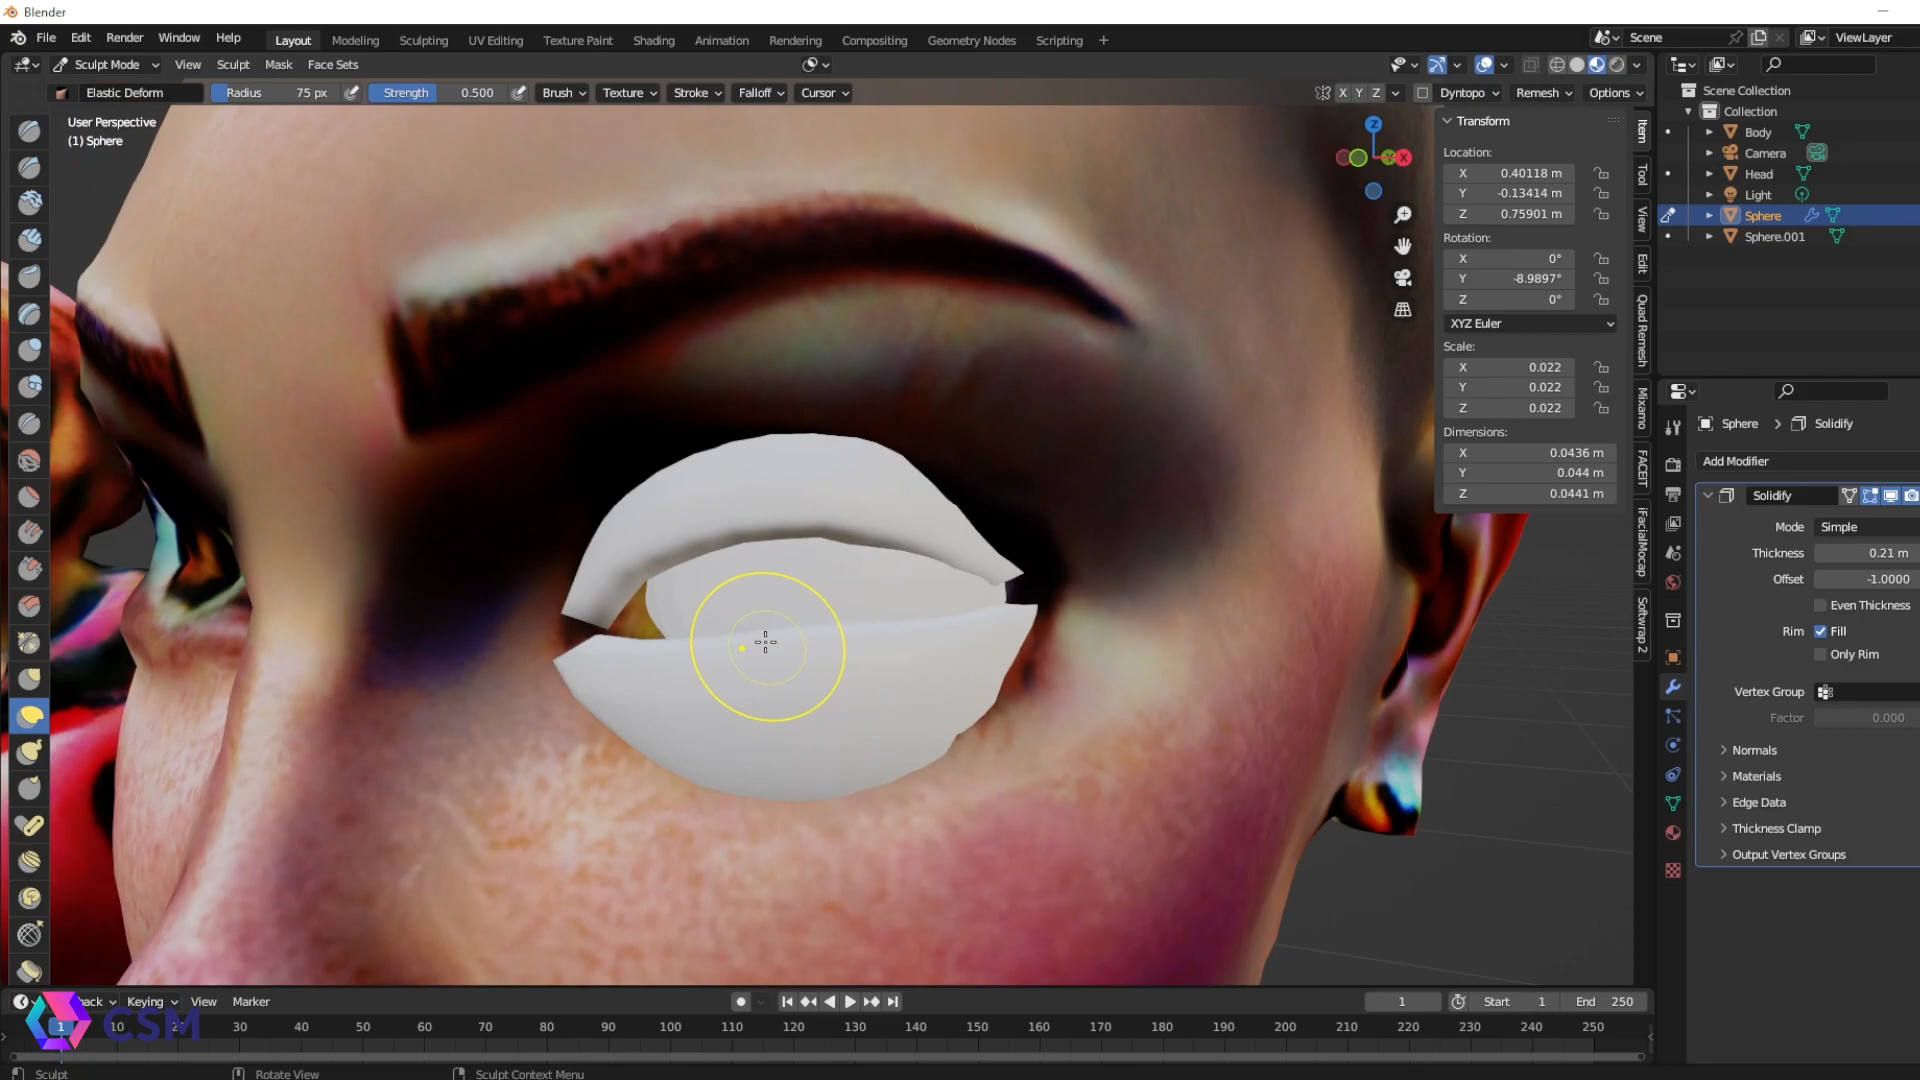 Blender
File Edit Render Window Help
Layout Modeling Sculpting UV Editing Texture Paint Shading Animation Rendering Compositing Geometry Nodes Scripting +
Scene
ViewLayer
Sculpt Mode View Sculpt Mask Face Sets
Elastic Deform Radius 75 px Strength 0.500 Brush Texture Stroke Falloff Cursor
X Y Z Dyntopo Remesh Options
User Perspective
(1) Sphere
Z
Y
X
Transform
Location:
X 0.40118 m
Y -0.13414 m
Z 0.75901 m
Rotation:
X 0°
Y -8.9897°
Z 0°
XYZ Euler
Scale:
X 0.022
Y 0.022
Z 0.022
Dimensions:
X 0.0436 m
Y 0.044 m
Z 0.0441 m
Item
Tool
View
Edit
Quad Remesh
Mixamo
FACEIT
iFacialMocap
Softwrap 2
Scene Collection
Collection
Body
Camera
Head
Light
Sphere
Sphere.001
Sphere > Solidify
Add Modifier
Solidify
Mode Simple
Thickness 0.21 m
Offset -1.0000
Even Thickness
Rim Fill
Only Rim
Vertex Group
Factor 0.000
Normals
Materials
Edge Data
Thickness Clamp
Output Vertex Groups
back Keying View Marker
1
Start 1 End 250
1 10 20 30 40 50 60 70 80 90 100 110 120 130 140 150 160 170 180 190 200 210 220 230 240 250
CSM
Sculpt Rotate View Sculpt Context Menu